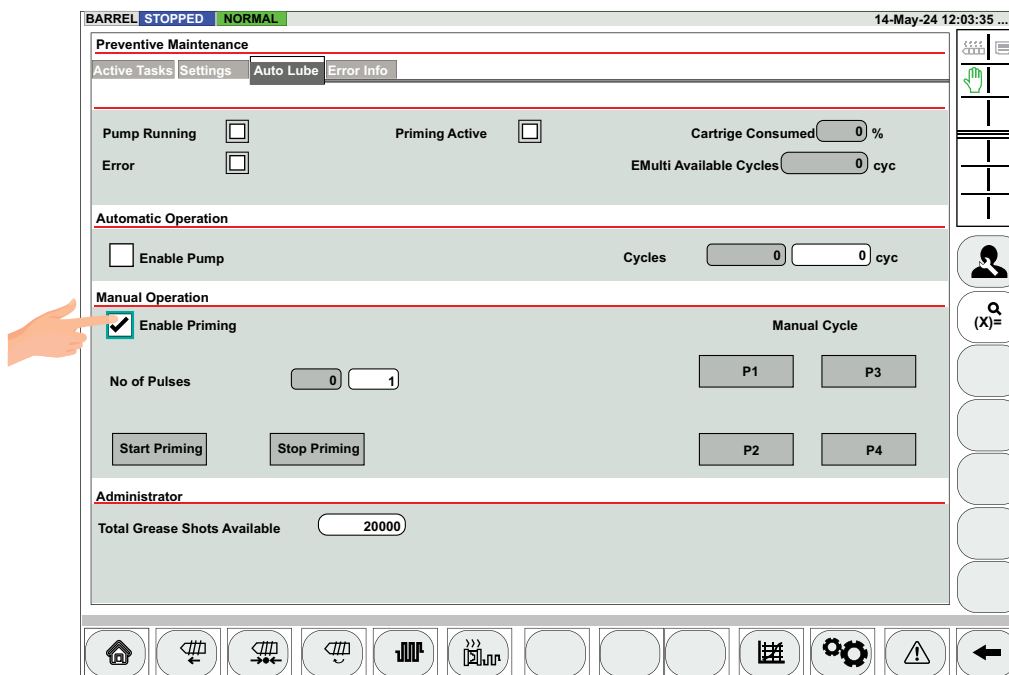 BARREL STOPPED NORMAL 14-May-24 12:03:35 ...
Preventive Maintenance
Active Tasks Settings Auto Lube Error Info
Pump Running Priming Active Cartrige Consumed 0 %
Error EMulti Available Cycles 0 cyc
Automatic Operation
Enable Pump Cycles 0 0 cyc
Manual Operation
Enable Priming Manual Cycle
(X)=
No of Pulses 0 1 P1 P3
Start Priming Stop Priming P2 P4
Administrator
Total Grease Shots Available 20000